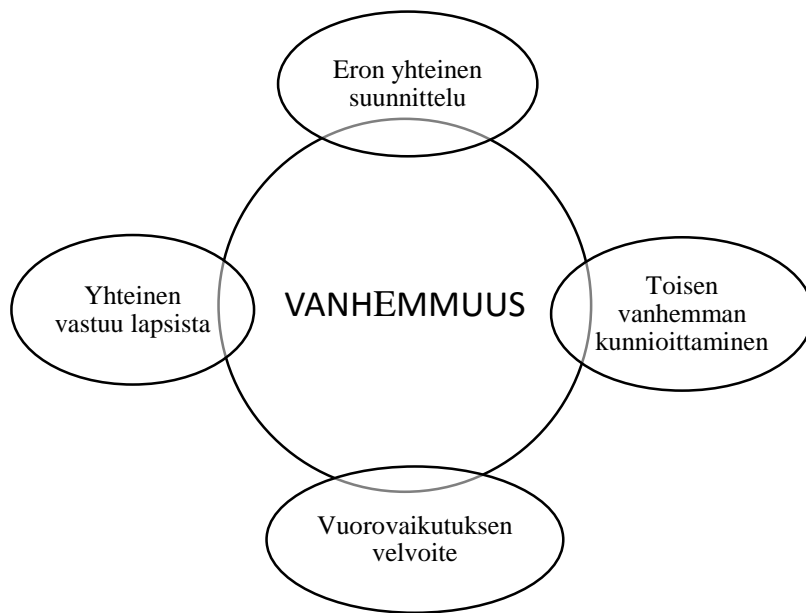 Eron yhteinen
suunnittelu
Yhteinen
vastuu lapsista
VANHEMMUUS
Toisen
vanhemman
kunnioittaminen
Vuorovaikutuksen
velvoite